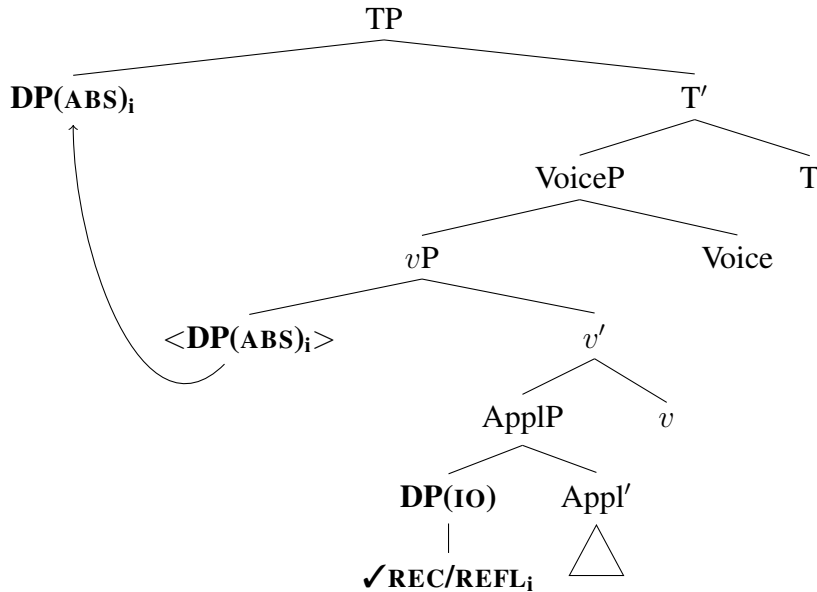 TP
DP(ABS)i T′
VoiceP T
vP Voice
<DP(ABS)i> v′
ApplP v
DP(IO) Appl′
✓REC/REFLi